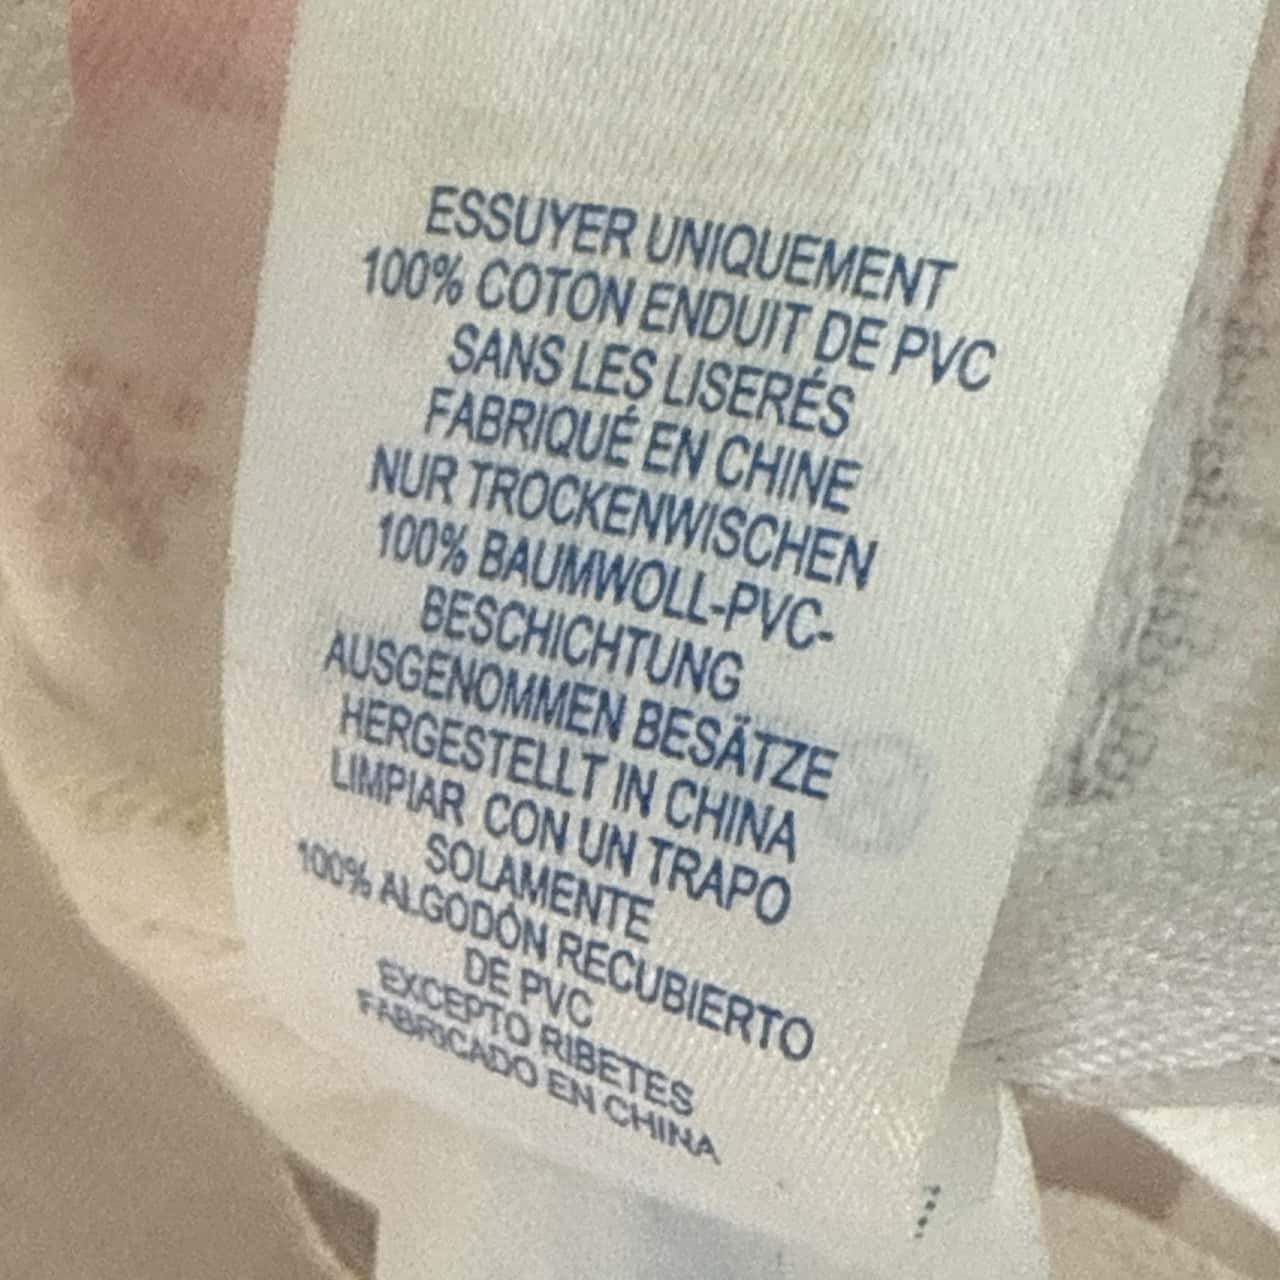 ESSUYER UNIQUEMENT
100% COTON ENDUIT DE PVC
SANS LES LISERÉS
FABRIQUÉ EN CHINE
NUR TROCKENWISCHEN
100% BAUMWOLL-PVC-
BESCHICHTUNG
AUSGENOMMEN BESÄTZE
HERGESTELLT IN CHINA
LIMPIAR CON UN TRAPO
SOLAMENTE
100% ALGODÓN RECUBIERTO
DE PVC
EXCEPTO RIBETES
FABRICADO EN CHINA